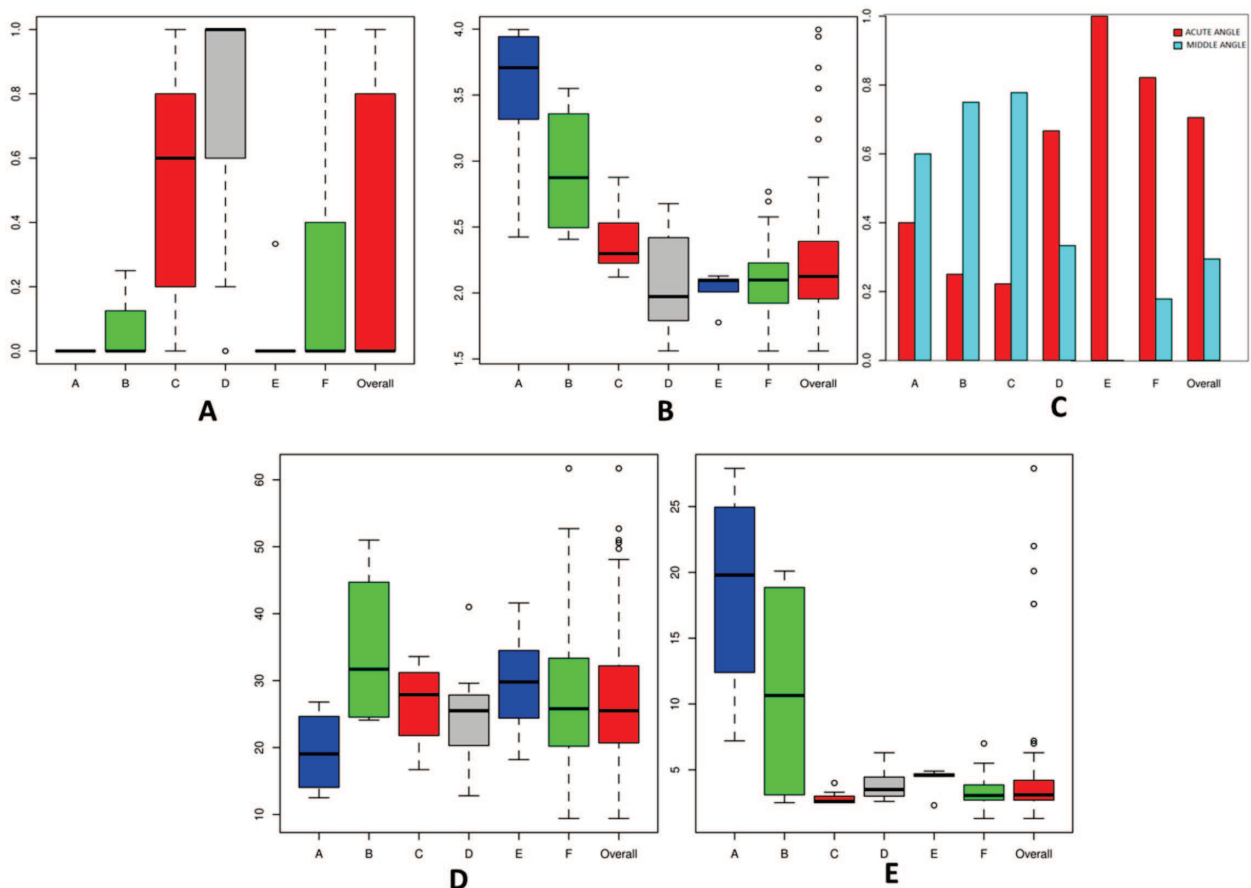 1.0
0.8
0.6
0.4
0.2
0.0
A B C D E F Overall
A
4.0
3.5
3.0
2.5
2.0
1.5
A B C D E F Overall
B
1.0
0.8
0.6
0.4
0.2
0.0
ACUTE ANGLE
MIDDLE ANGLE
A B C D E F Overall
C
60
50
40
30
20
10
A B C D E F Overall
D
25
20
15
10
5
A B C D E F Overall
E